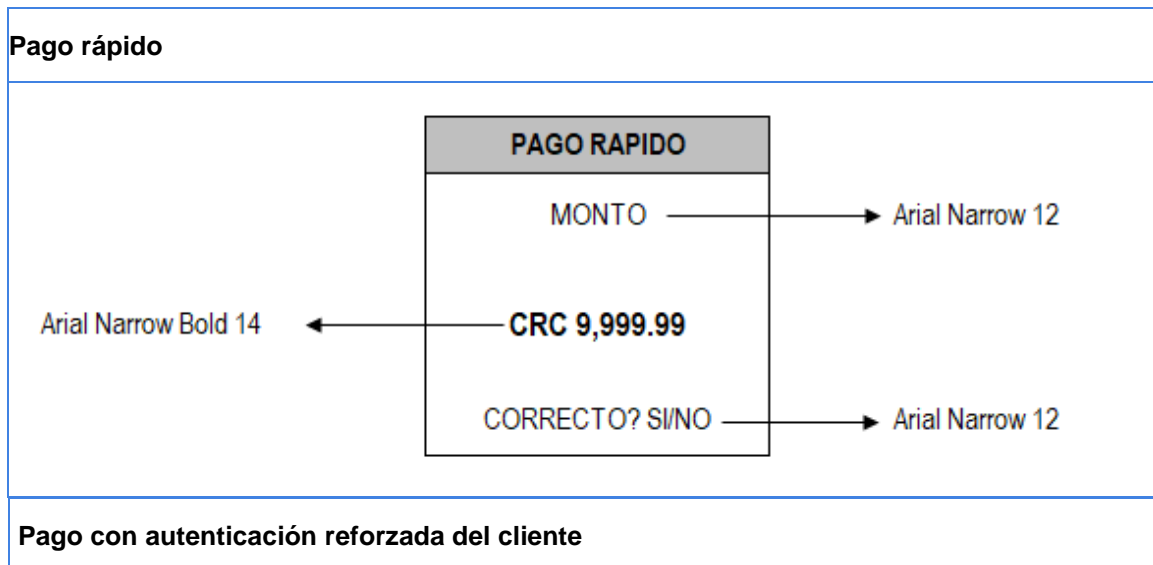 Pago rápido
PAGO RAPIDO
MONTO
Arial Narrow 12
Arial Narrow Bold 14
CRC 9,999.99
CORRECTO? SI/NO
Arial Narrow 12
Pago con autenticación reforzada del cliente